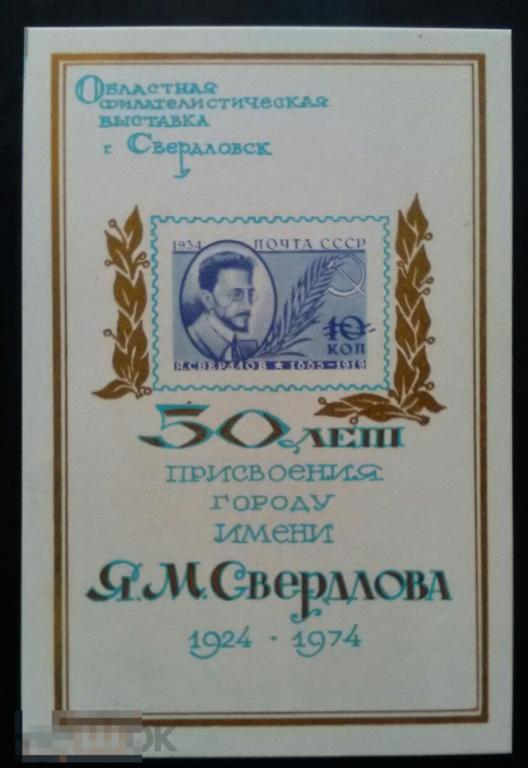 Областная
филателистическая
выставка
г. Свердловск
1934 ПОЧТА СССР
10
КОП
Я.СВЕРДЛОВ ★ 1885-1919
50 лет
присвоения
городу
имени
Я.М.Свердлова
1924 · 1974